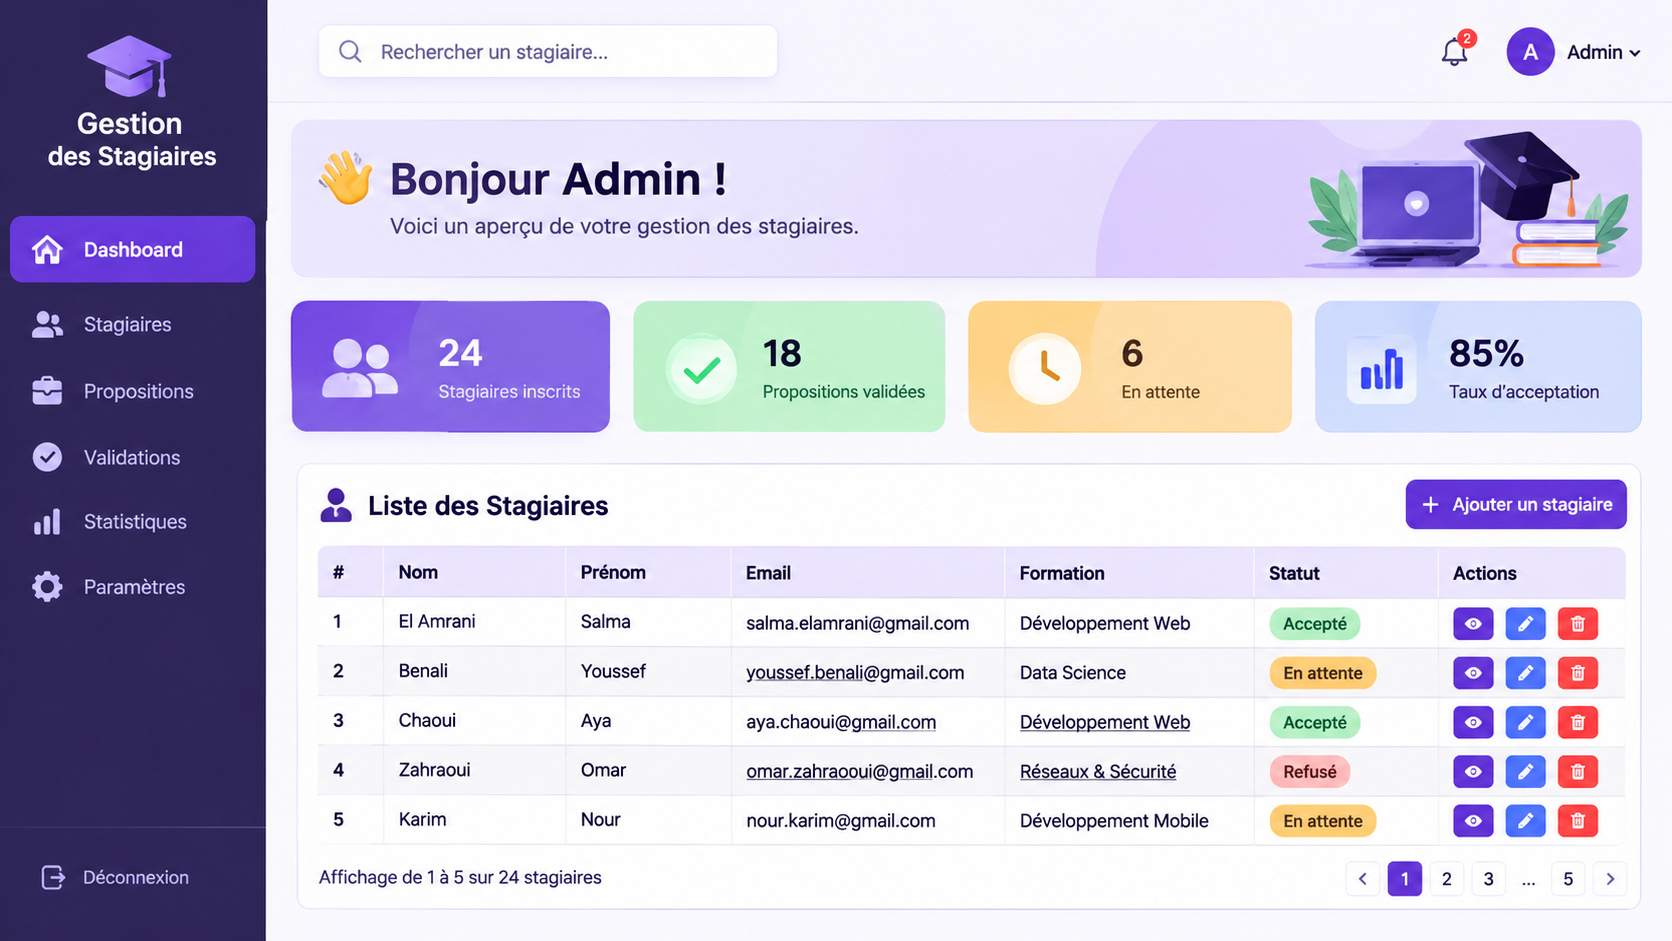 Gestion
des Stagiaires
Dashboard
Stagiaires
Propositions
Validations
Statistiques
Paramètres
Déconnexion
Rechercher un stagiaire...
2
A
Admin
Bonjour Admin !
Voici un aperçu de votre gestion des stagiaires.
24
Stagiaires inscrits
18
Propositions validées
6
En attente
85%
Taux d’acceptation
Liste des Stagiaires
+ Ajouter un stagiaire
# Nom Prénom Email Formation Statut Actions
1 El Amrani Salma salma.elamrani@gmail.com Développement Web Accepté
2 Benali Youssef youssef.benali@gmail.com Data Science En attente
3 Chaoui Aya aya.chaoui@gmail.com Développement Web Accepté
4 Zahraoui Omar omar.zahraooui@gmail.com Réseaux & Sécurité Refusé
5 Karim Nour nour.karim@gmail.com Développement Mobile En attente
Affichage de 1 à 5 sur 24 stagiaires
‹ 1 2 3 ... 5 ›